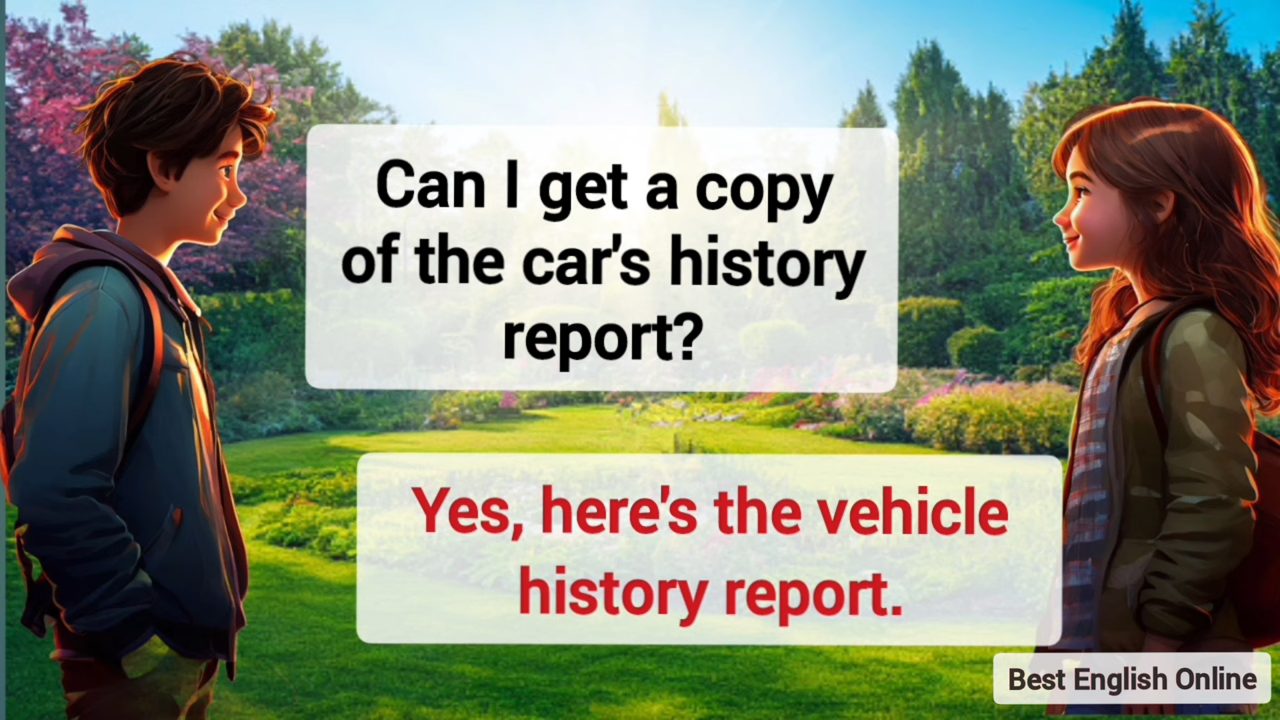 Can I get a copy
of the car's history
report?
Yes, here's the vehicle
history report.
Best English Online